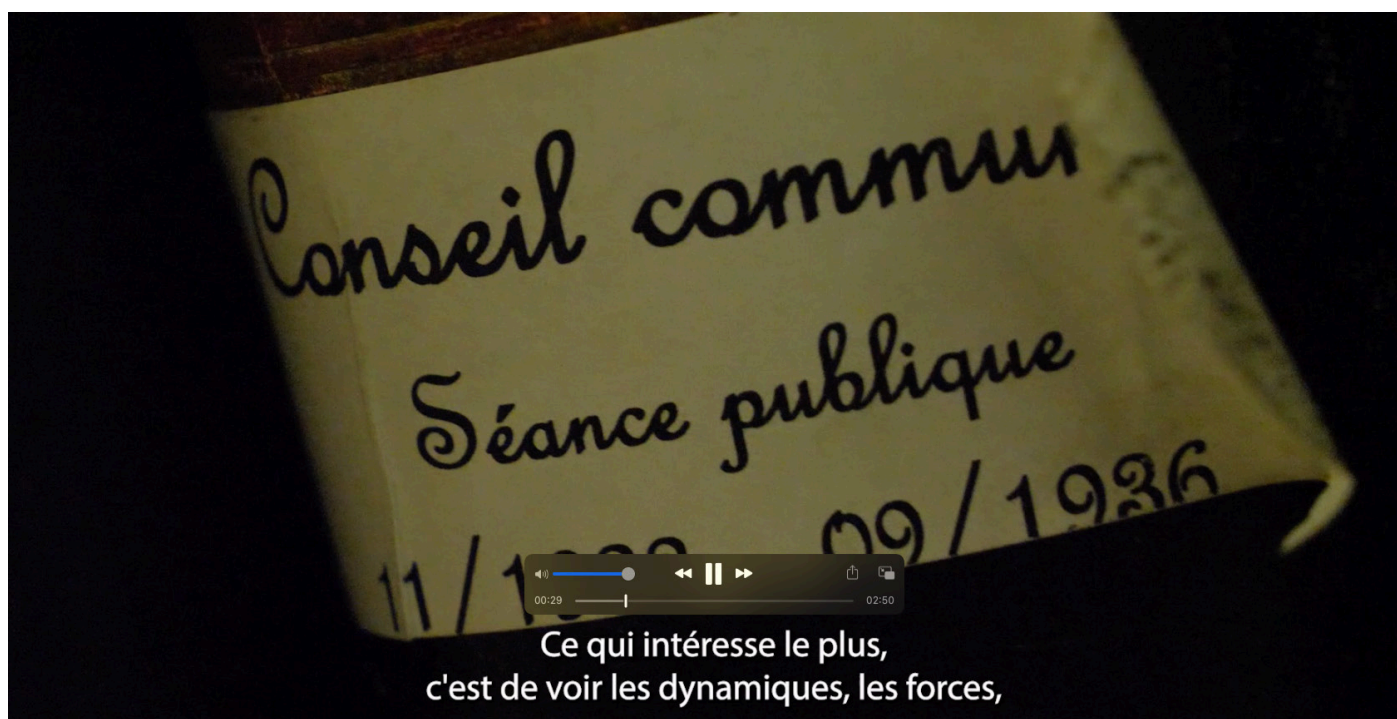 Conseil commu
Séance publique
11/19 09/1936
00:29 02:50
Ce qui intéresse le plus,
c'est de voir les dynamiques, les forces,